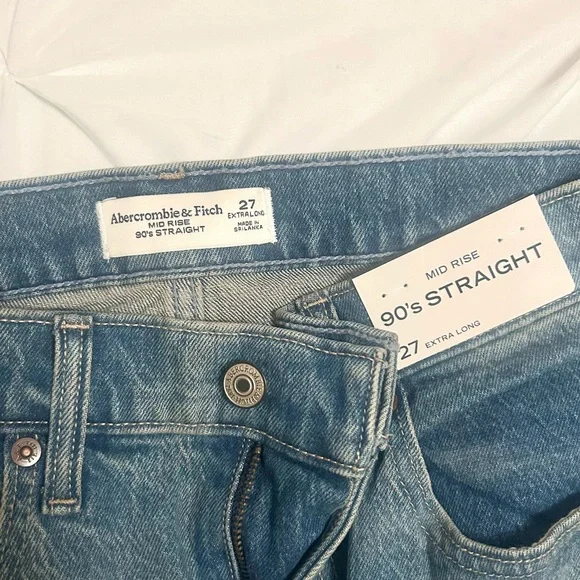 Abercrombie & Fitch
MID RISE
90's STRAIGHT
27
EXTRA LONG
MADE IN
SRI LANKA
MID RISE
90's STRAIGHT
27 EXTRA LONG